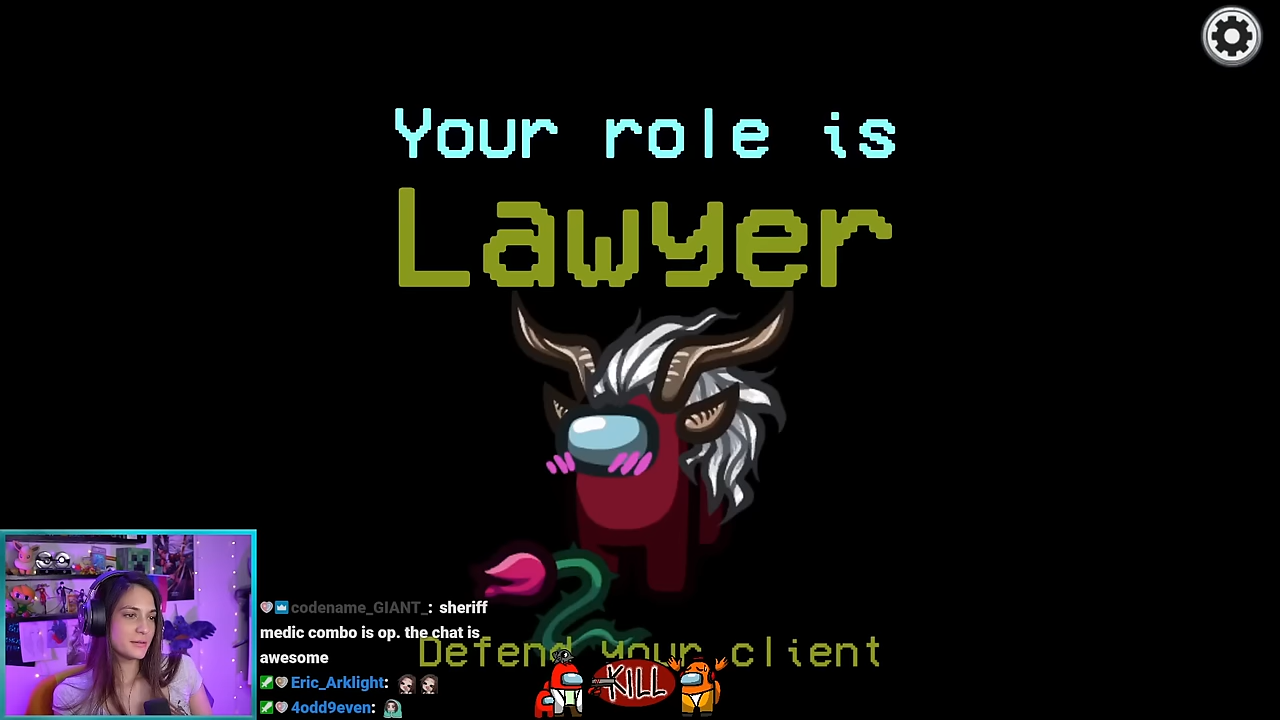 Your role is
Lawyer
codename_GIANT_: sheriff
medic combo is op. the chat is
awesome
Eric_Arklight:
4odd9even:
Defend your client
KILL